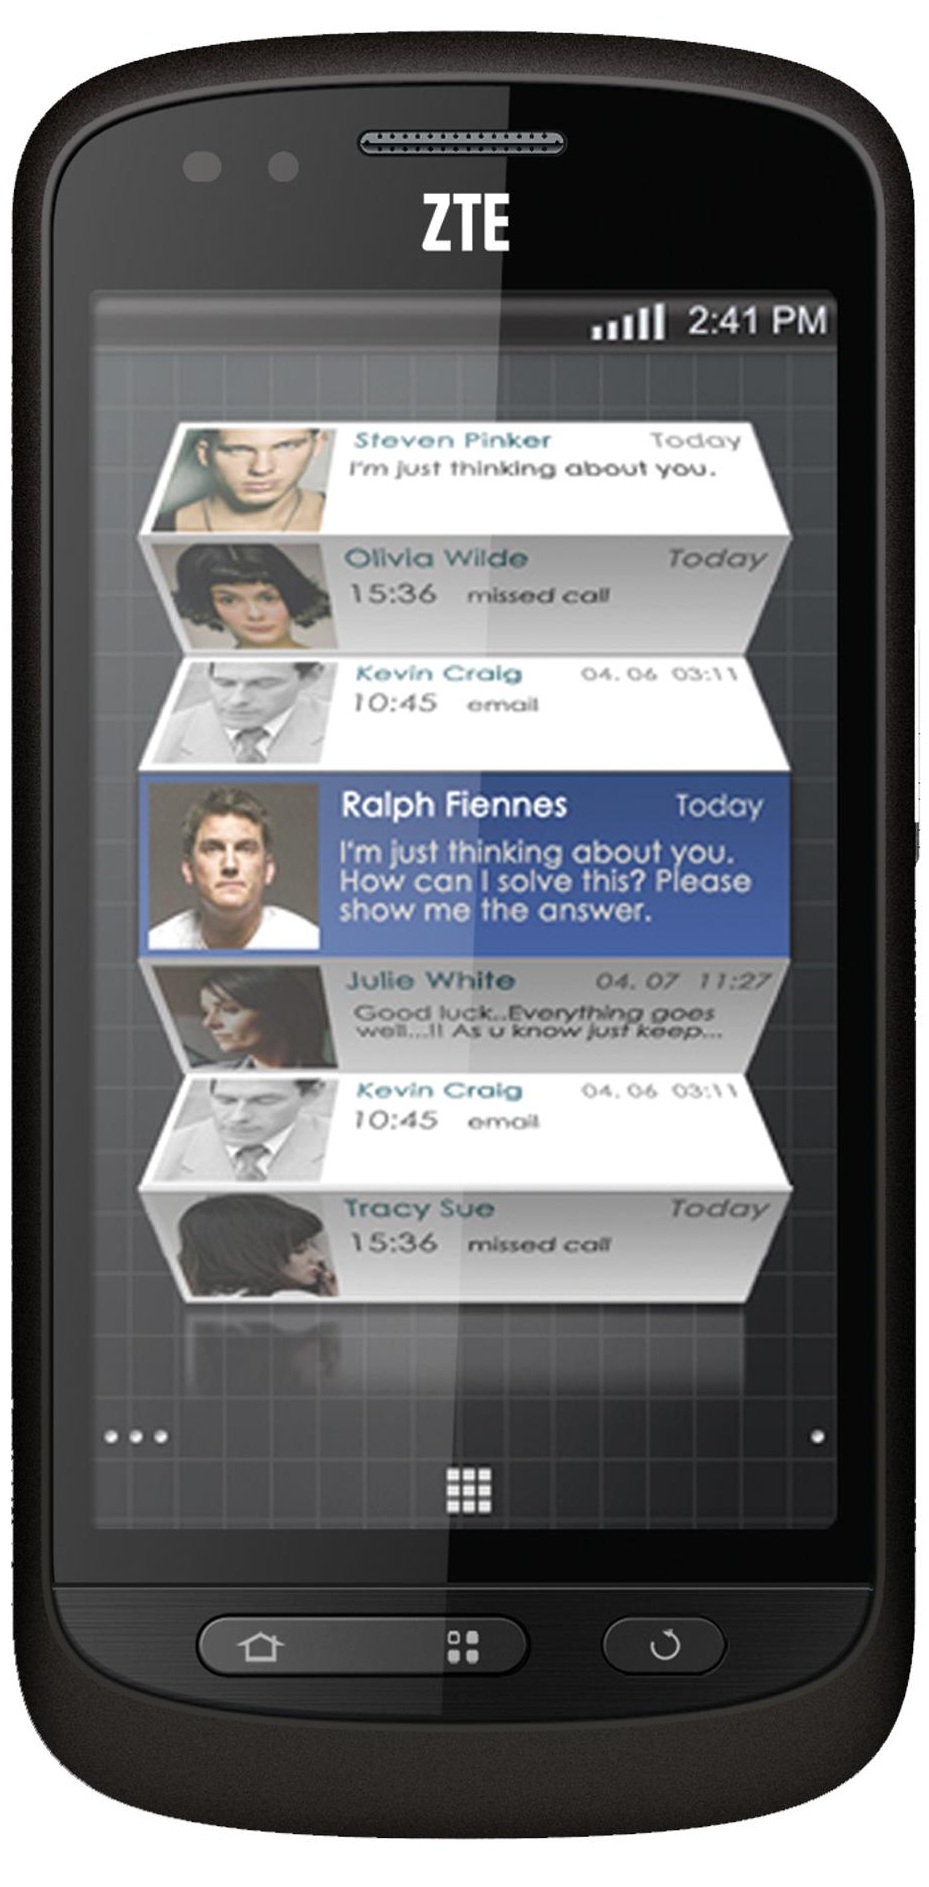 ZTE
2:41 PM
Steven Pinker Today
I'm just thinking about you.
Olivia Wilde Today
15:36 missed call
Kevin Craig 04. 06 03:11
10:45 email
Ralph Fiennes Today
I'm just thinking about you.
How can I solve this? Please
show me the answer.
Julie White 04. 07 11:27
Good luck..Everything goes
well...!! As u know just keep...
Kevin Craig 04. 06 03:11
10:45 email
Tracy Sue Today
15:36 missed call